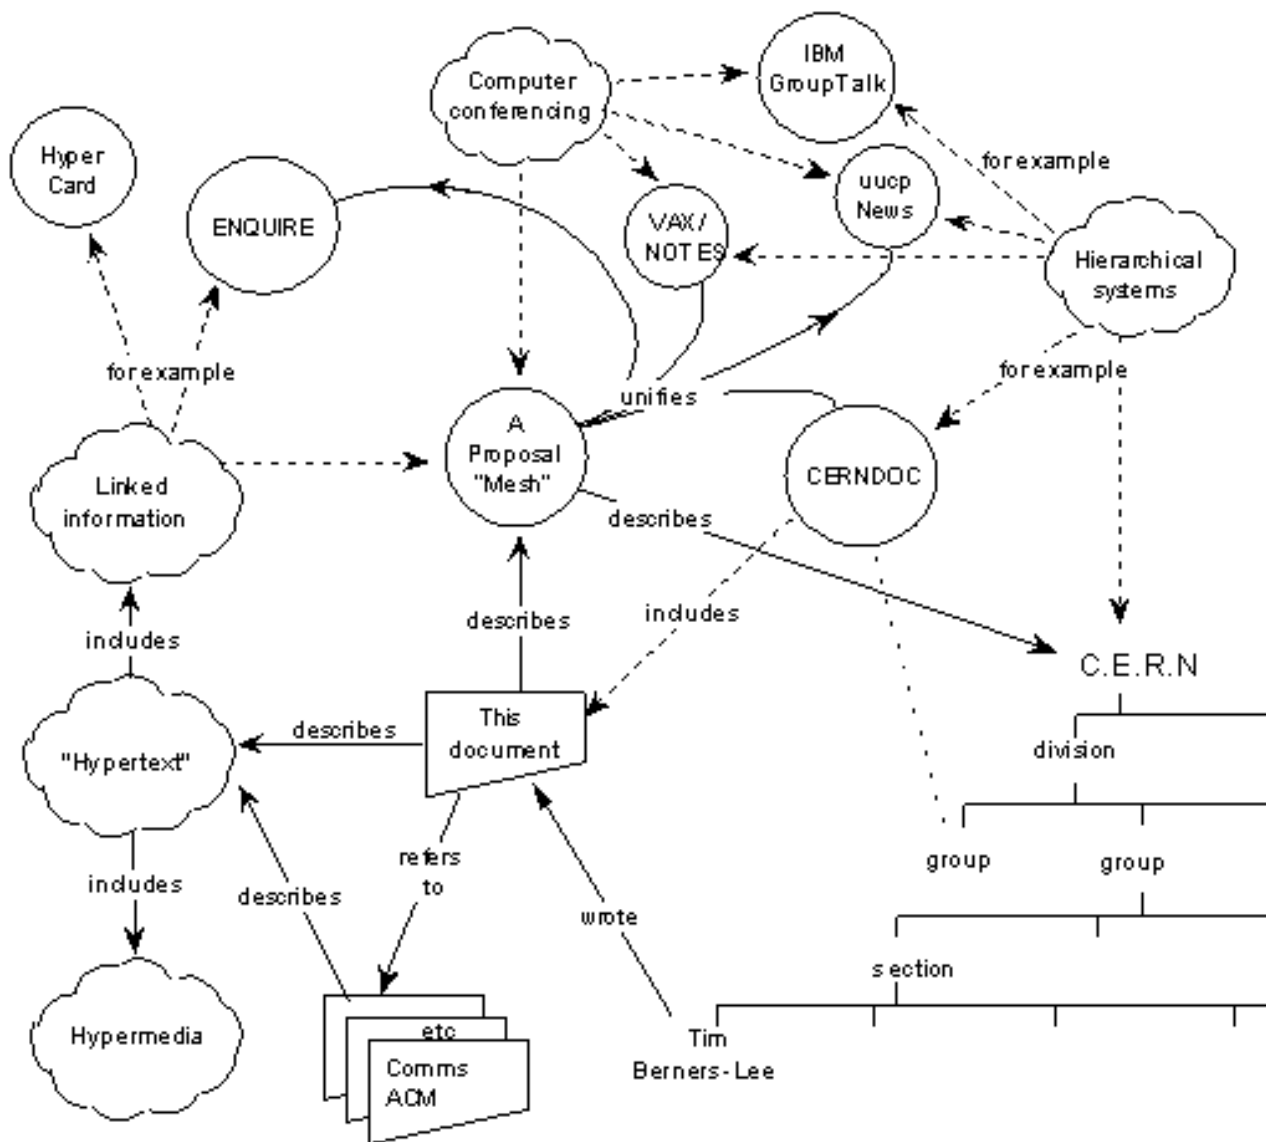 IBM
GroupTalk
Computer
conferencing
Hyper
Card
for example
uucp
News
ENQUIRE
VAX/
NOTES
Hierarchical
systems
for example
for example
unifies
A
Proposal
"Mesh"
CERNDOC
Linked
information
describes
includes
describes
includes
C.E.R.N
This
document
describes
"Hypertext"
division
refers
to
group
group
includes
describes
wrote
section
Hypermedia
etc
Comms
ACM
Tim
Berners-Lee